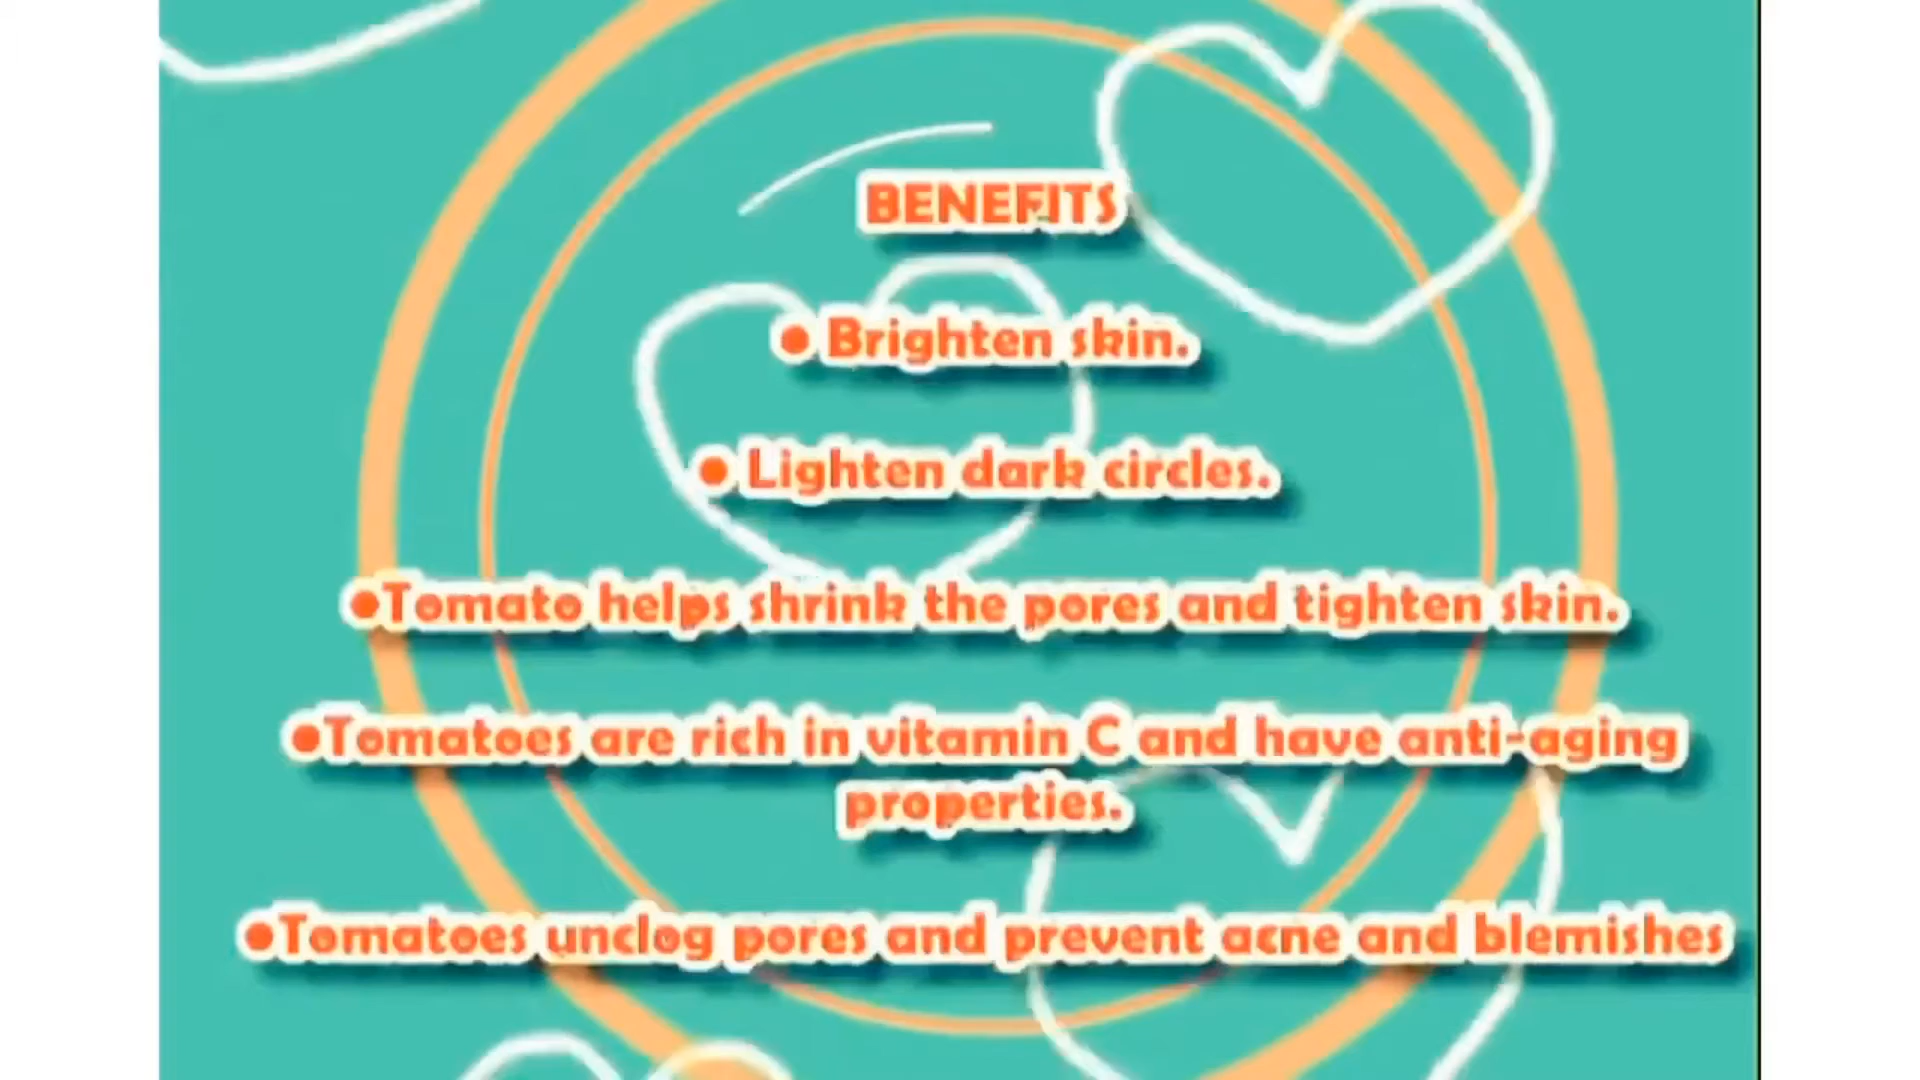 BENEFITS
• Brighten skin.
• Lighten dark circles.
•Tomato helps shrink the pores and tighten skin.
•Tomatoes are rich in vitamin C and have anti-aging
properties.
•Tomatoes unclog pores and prevent acne and blemishes